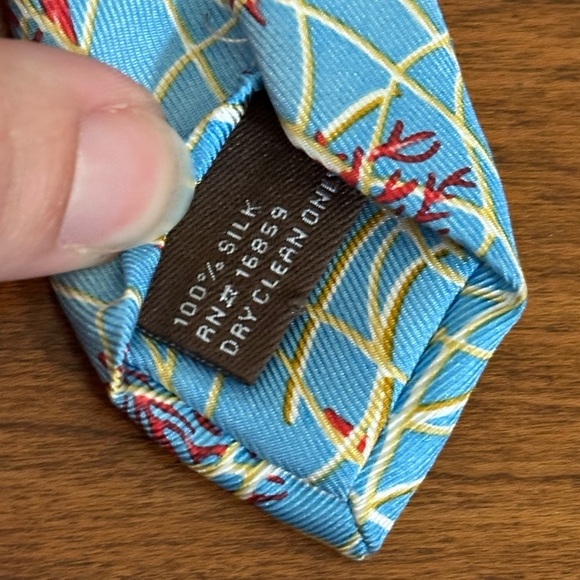 100% SILK
RN# 16859
DRY CLEAN ONLY